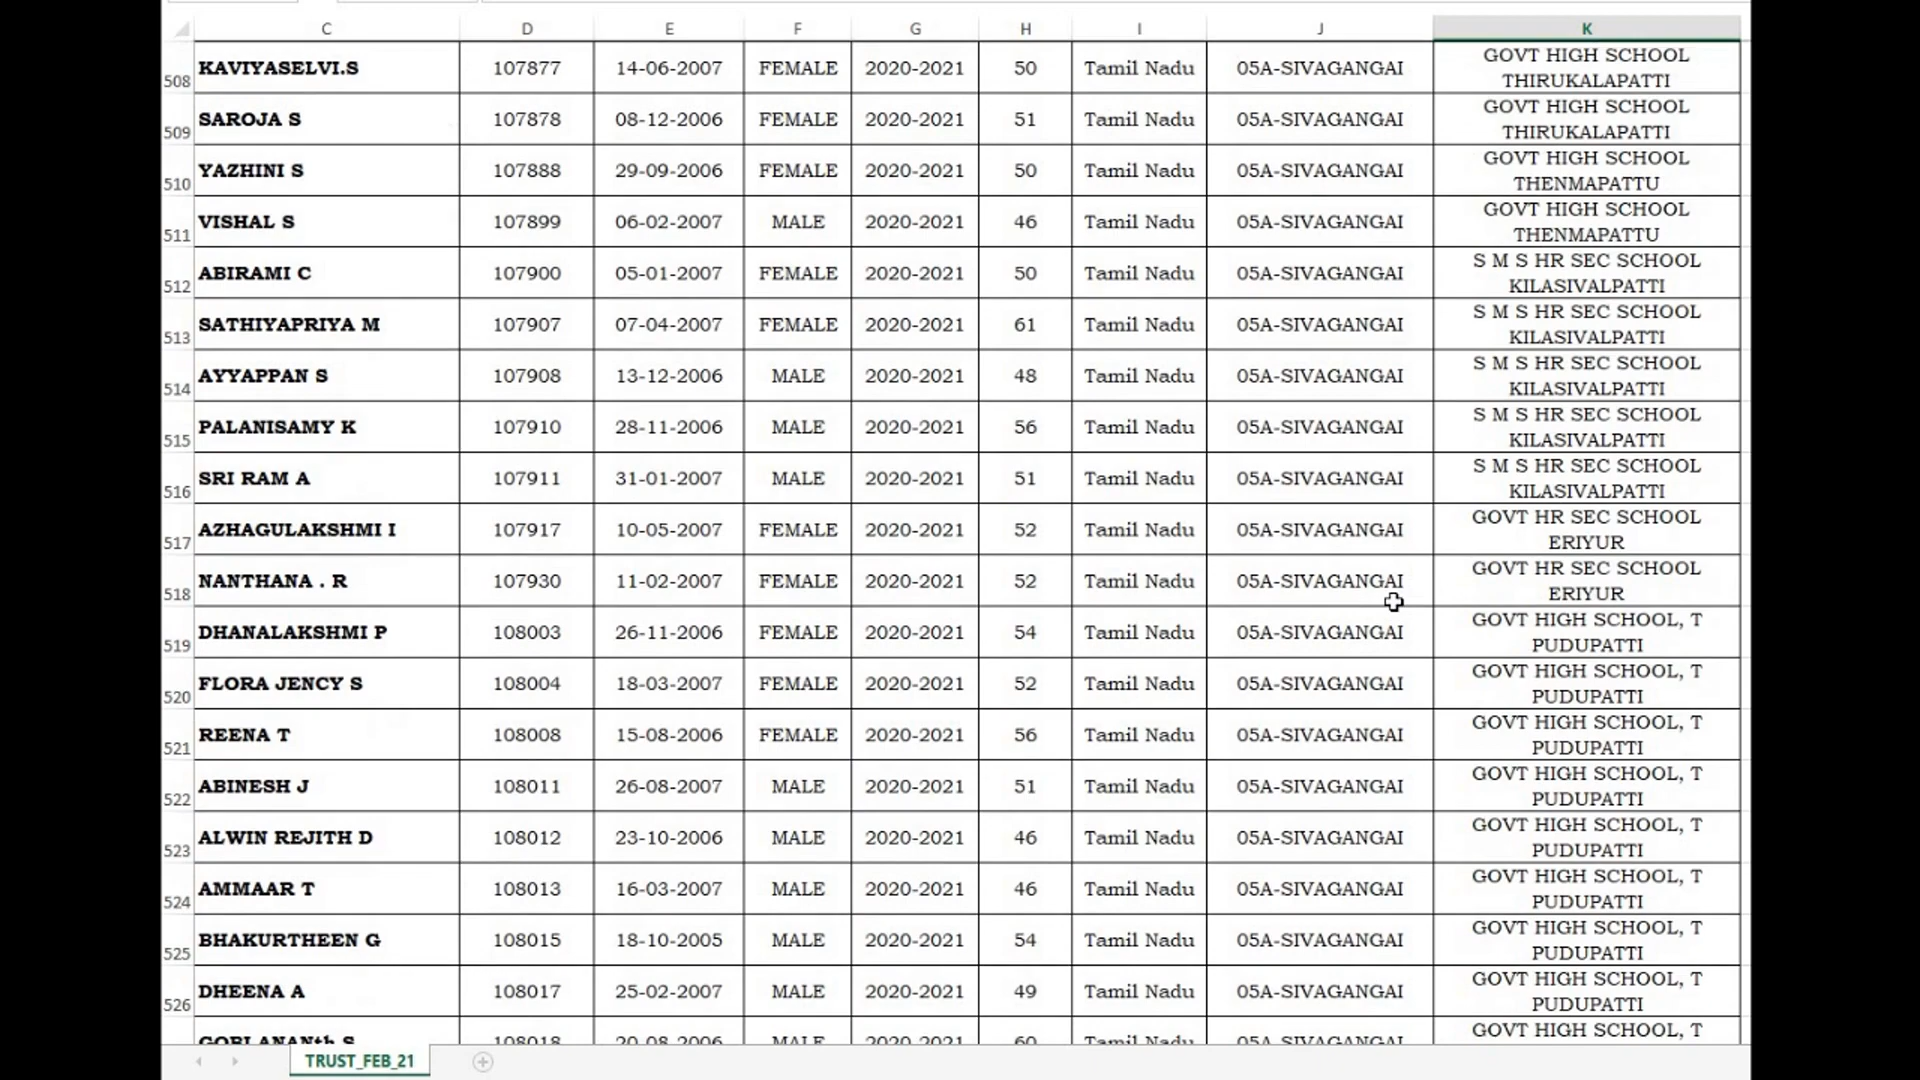 C D E F G H I J K
508 KAVIYASELVI.S 107877 14-06-2007 FEMALE 2020-2021 50 Tamil Nadu 05A-SIVAGANGAI GOVT HIGH SCHOOL
THIRUKALAPATTI
509 SAROJA S 107878 08-12-2006 FEMALE 2020-2021 51 Tamil Nadu 05A-SIVAGANGAI GOVT HIGH SCHOOL
THIRUKALAPATTI
510 YAZHINI S 107888 29-09-2006 FEMALE 2020-2021 50 Tamil Nadu 05A-SIVAGANGAI GOVT HIGH SCHOOL
THENMAPATTU
511 VISHAL S 107899 06-02-2007 MALE 2020-2021 46 Tamil Nadu 05A-SIVAGANGAI GOVT HIGH SCHOOL
THENMAPATTU
512 ABIRAMI C 107900 05-01-2007 FEMALE 2020-2021 50 Tamil Nadu 05A-SIVAGANGAI S M S HR SEC SCHOOL
KILASIVALPATTI
513 SATHIYAPRIYA M 107907 07-04-2007 FEMALE 2020-2021 61 Tamil Nadu 05A-SIVAGANGAI S M S HR SEC SCHOOL
KILASIVALPATTI
514 AYYAPPAN S 107908 13-12-2006 MALE 2020-2021 48 Tamil Nadu 05A-SIVAGANGAI S M S HR SEC SCHOOL
KILASIVALPATTI
515 PALANISAMY K 107910 28-11-2006 MALE 2020-2021 56 Tamil Nadu 05A-SIVAGANGAI S M S HR SEC SCHOOL
KILASIVALPATTI
516 SRI RAM A 107911 31-01-2007 MALE 2020-2021 51 Tamil Nadu 05A-SIVAGANGAI S M S HR SEC SCHOOL
KILASIVALPATTI
517 AZHAGULAKSHMI I 107917 10-05-2007 FEMALE 2020-2021 52 Tamil Nadu 05A-SIVAGANGAI GOVT HR SEC SCHOOL
ERIYUR
518 NANTHANA . R 107930 11-02-2007 FEMALE 2020-2021 52 Tamil Nadu 05A-SIVAGANGAI GOVT HR SEC SCHOOL
ERIYUR
519 DHANALAKSHMI P 108003 26-11-2006 FEMALE 2020-2021 54 Tamil Nadu 05A-SIVAGANGAI GOVT HIGH SCHOOL, T
PUDUPATTI
520 FLORA JENCY S 108004 18-03-2007 FEMALE 2020-2021 52 Tamil Nadu 05A-SIVAGANGAI GOVT HIGH SCHOOL, T
PUDUPATTI
521 REENA T 108008 15-08-2006 FEMALE 2020-2021 56 Tamil Nadu 05A-SIVAGANGAI GOVT HIGH SCHOOL, T
PUDUPATTI
522 ABINESH J 108011 26-08-2007 MALE 2020-2021 51 Tamil Nadu 05A-SIVAGANGAI GOVT HIGH SCHOOL, T
PUDUPATTI
523 ALWIN REJITH D 108012 23-10-2006 MALE 2020-2021 46 Tamil Nadu 05A-SIVAGANGAI GOVT HIGH SCHOOL, T
PUDUPATTI
524 AMMAAR T 108013 16-03-2007 MALE 2020-2021 46 Tamil Nadu 05A-SIVAGANGAI GOVT HIGH SCHOOL, T
PUDUPATTI
525 BHAKURTHEEN G 108015 18-10-2005 MALE 2020-2021 54 Tamil Nadu 05A-SIVAGANGAI GOVT HIGH SCHOOL, T
PUDUPATTI
526 DHEENA A 108017 25-02-2007 MALE 2020-2021 49 Tamil Nadu 05A-SIVAGANGAI GOVT HIGH SCHOOL, T
PUDUPATTI
108018 20-08-2006 MALE 2020-2021 60 Tamil Nadu 05A-SIVAGANGAI GOVT HIGH SCHOOL, T
TRUST_FEB_21